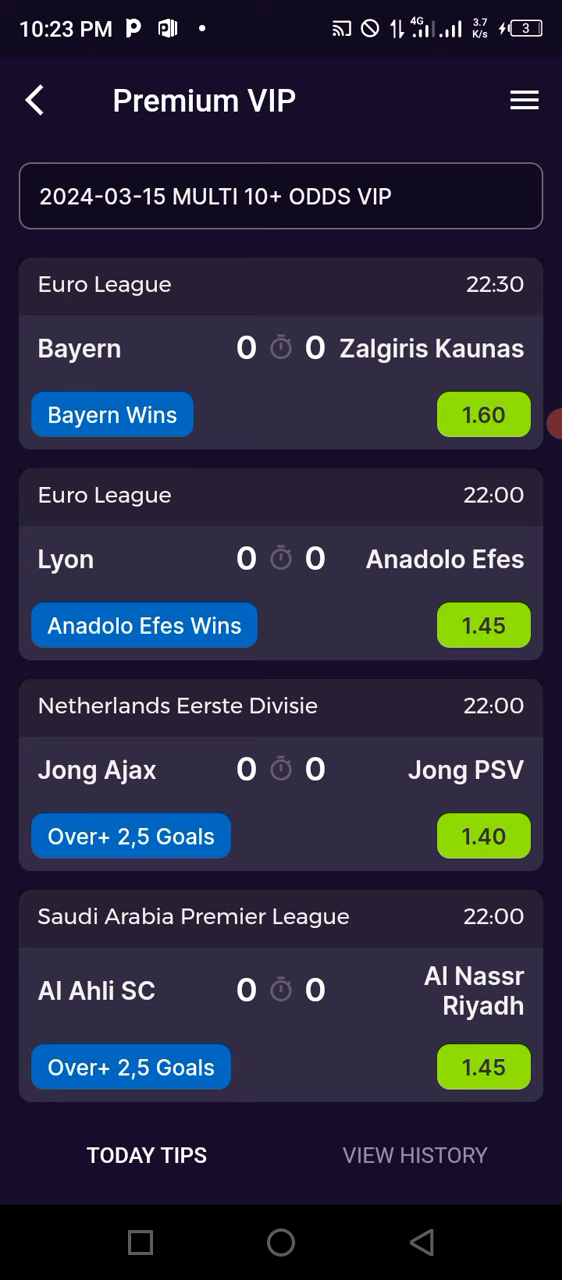 10:23 PM
4G 3.7 K/s 3
Premium VIP
2024-03-15 MULTI 10+ ODDS VIP
Euro League 22:30
Bayern 0 0 Zalgiris Kaunas
Bayern Wins 1.60
Euro League 22:00
Lyon 0 0 Anadolo Efes
Anadolo Efes Wins 1.45
Netherlands Eerste Divisie 22:00
Jong Ajax 0 0 Jong PSV
Over+ 2,5 Goals 1.40
Saudi Arabia Premier League 22:00
Al Ahli SC 0 0 Al Nassr
Riyadh
Over+ 2,5 Goals 1.45
TODAY TIPS VIEW HISTORY